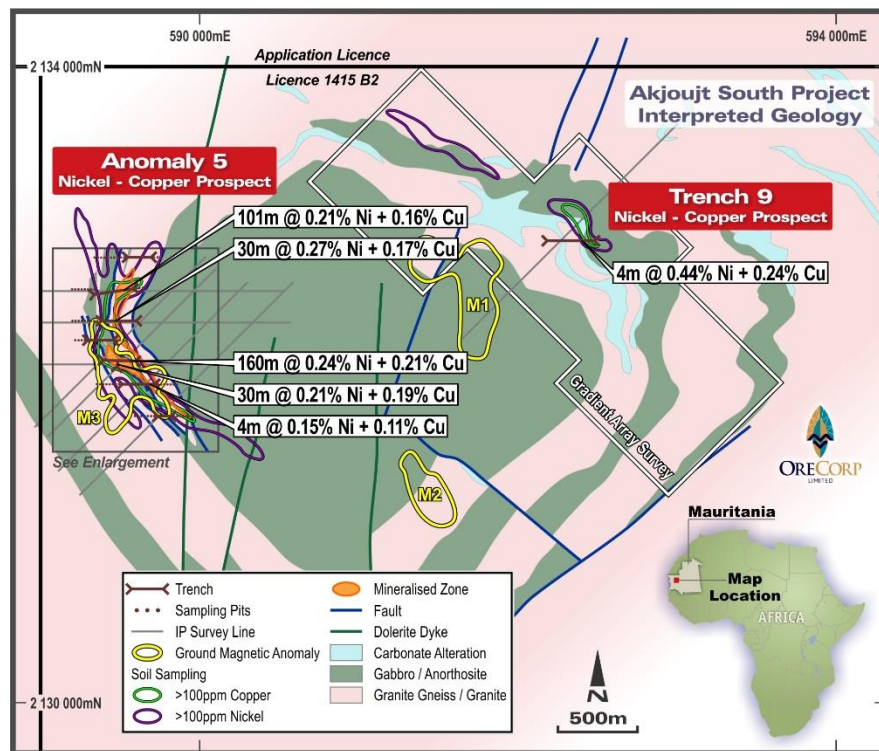 590 000mE
594 000mE
2 134 000mN
Application Licence
Licence 1415 B2
Akjoujt South Project
Interpreted Geology
Anomaly 5
Nickel - Copper Prospect
Trench 9
Nickel - Copper Prospect
101m @ 0.21% Ni + 0.16% Cu
30m @ 0.27% Ni + 0.17% Cu
4m @ 0.44% Ni + 0.24% Cu
M1
160m @ 0.24% Ni + 0.21% Cu
30m @ 0.21% Ni + 0.19% Cu
4m @ 0.15% Ni + 0.11% Cu
M3
See Enlargement
M2
Gradient Array Survey
ORECORP
LIMITED
Mauritania
Map
Location
AFRICA
Trench
Sampling Pits
IP Survey Line
Ground Magnetic Anomaly
Soil Sampling
>100ppm Copper
>100ppm Nickel
Mineralised Zone
Fault
Dolerite Dyke
Carbonate Alteration
Gabbro / Anorthosite
Granite Gneiss / Granite
N
500m
2 130 000mN